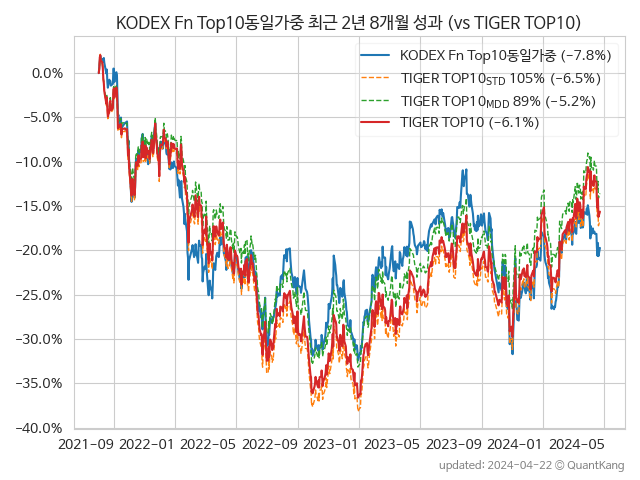 KODEX Fn Top10동일가중 최근 2년 8개월 성과 (vs TIGER TOP10)
KODEX Fn Top10동일가중 (−7.8%)
TIGER TOP10STD 105% (−6.5%)
TIGER TOP10MDD 89% (−5.2%)
TIGER TOP10 (−6.1%)
0.0%
−5.0%
−10.0%
−15.0%
−20.0%
−25.0%
−30.0%
−35.0%
−40.0%
2021-09 2022-01 2022-05 2022-09 2023-01 2023-05 2023-09 2024-01 2024-05
updated: 2024-04-22 © QuantKang